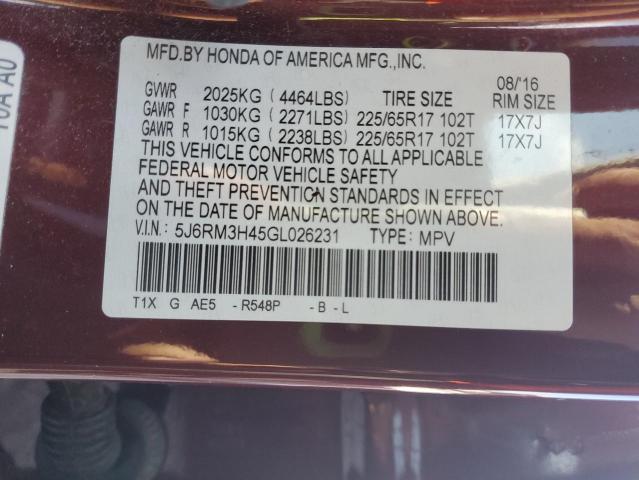 MFD.BY HONDA OF AMERICA MFG.,INC.
08/'16
GVWR 2025KG ( 4464LBS) TIRE SIZE RIM SIZE
GAWR F 1030KG ( 2271LBS) 225/65R17 102T 17X7J
GAWR R 1015KG ( 2238LBS) 225/65R17 102T 17X7J
THIS VEHICLE CONFORMS TO ALL APPLICABLE
FEDERAL MOTOR VEHICLE SAFETY
AND THEFT PREVENTION STANDARDS IN EFFECT
ON THE DATE OF MANUFACTURE SHOWN ABOVE.
V.I.N.: 5J6RM3H45GL026231 TYPE: MPV
T1X G AE5 -R548P -B -L